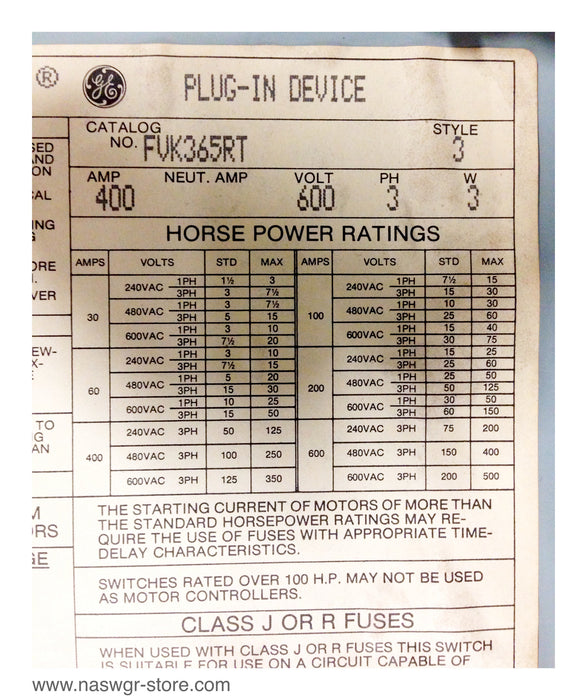 ®
GE
PLUG-IN DEVICE
CATALOG NO. FVK365RT
STYLE 3
AMP 400 NEUT. AMP VOLT 600 PH 3 W 3
HORSE POWER RATINGS
AMPS VOLTS STD MAX AMPS VOLTS STD MAX
30 240VAC 1PH 1½ 3 100 240VAC 1PH 7½ 15
3PH 3 7½ 3PH 15 30
480VAC 1PH 3 7½ 480VAC 1PH 10 30
3PH 5 15 3PH 25 60
600VAC 1PH 3 10 600VAC 1PH 15 40
3PH 7½ 20 3PH 30 75
60 240VAC 1PH 3 10 200 240VAC 1PH 15 25
3PH 7½ 15 3PH 25 60
480VAC 1PH 5 20 480VAC 1PH 25 50
3PH 15 30 3PH 50 125
600VAC 1PH 10 25 600VAC 1PH 30 50
3PH 15 50 3PH 60 150
400 240VAC 3PH 50 125 600 240VAC 3PH 75 200
480VAC 3PH 100 250 480VAC 3PH 150 400
600VAC 3PH 125 350 600VAC 3PH 200 500
THE STARTING CURRENT OF MOTORS OF MORE THAN
THE STANDARD HORSEPOWER RATINGS MAY RE-
QUIRE THE USE OF FUSES WITH APPROPRIATE TIME-
DELAY CHARACTERISTICS.
SWITCHES RATED OVER 100 H.P. MAY NOT BE USED
AS MOTOR CONTROLLERS.
CLASS J OR R FUSES
WHEN USED WITH CLASS J OR R FUSES THIS SWITCH
IS SUITABLE FOR USE ON A CIRCUIT CAPABLE OF
www.naswgr-store.com